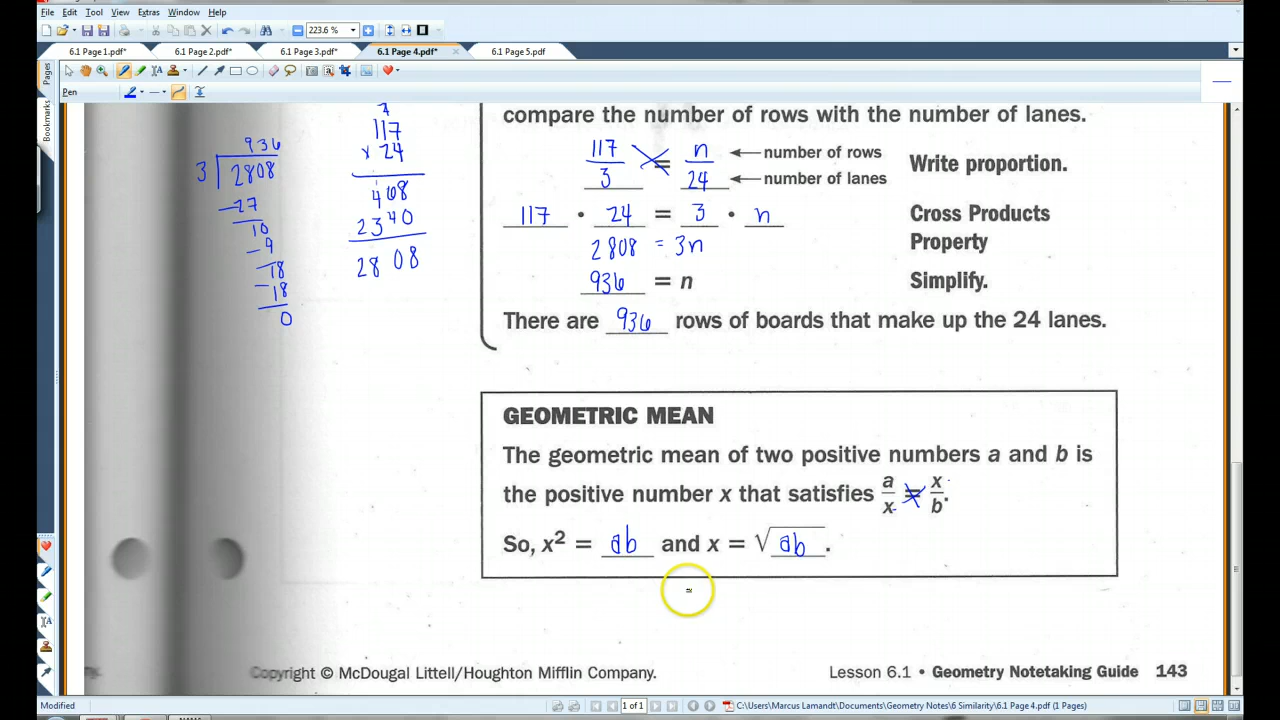 File Edit Tool View Extras Window Help
223.6 %
6.1 Page 1.pdf* 6.1 Page 2.pdf* 6.1 Page 3.pdf* 6.1 Page 4.pdf* 6.1 Page 5.pdf
Pen
Pages
Bookmarks
936
3 2808
-27
10
-9
18
-18
0
117
x 24
468
2340
2808
compare the number of rows with the number of lanes.
117/3 = n/24 number of rows
number of lanes
Write proportion.
117 · 24 = 3 · n Cross Products
Property
2808 = 3n
936 = n Simplify.
There are 936 rows of boards that make up the 24 lanes.
GEOMETRIC MEAN
The geometric mean of two positive numbers a and b is
the positive number x that satisfies a/x = x/b.
So, x² = ab and x = √ab.
Copyright © McDougal Littell/Houghton Mifflin Company.
Lesson 6.1 • Geometry Notetaking Guide 143
Modified
1 of 1
C:\Users\Marcus Lamandt\Documents\Geometry Notes\6 Similarity\6.1 Page 4.pdf (1 Pages)